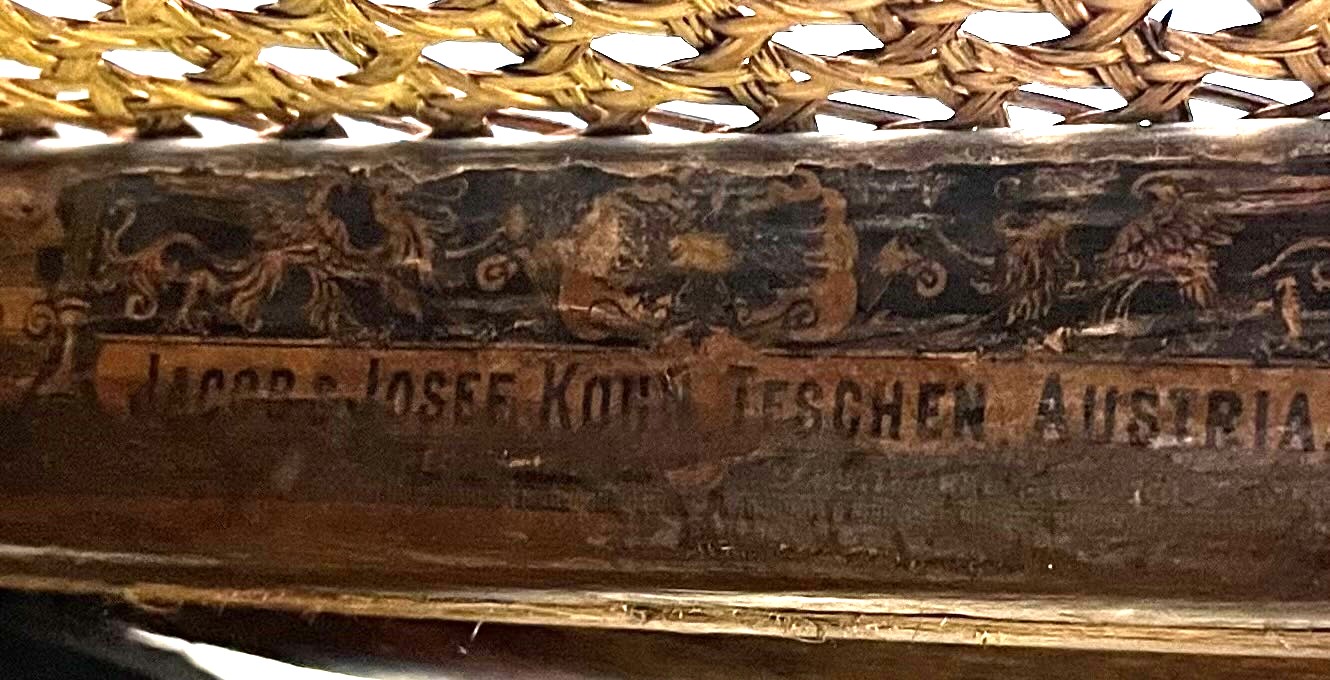 JACOB & JOSEF KOHN TESCHEN, AUSTRIA.